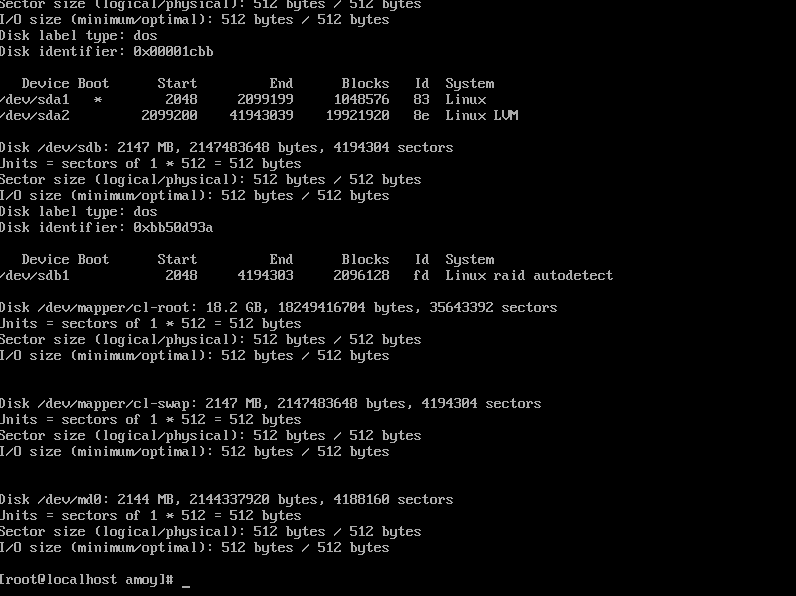 Sector size (logical/physical): 512 bytes / 512 bytes
I/O size (minimum/optimal): 512 bytes / 512 bytes
Disk label type: dos
Disk identifier: 0x00001cbb
Device Boot Start End Blocks Id System
/dev/sda1 * 2048 2099199 1048576 83 Linux
/dev/sda2 2099200 41943039 19921920 8e Linux LVM
Disk /dev/sdb: 2147 MB, 2147483648 bytes, 4194304 sectors
Units = sectors of 1 * 512 = 512 bytes
Sector size (logical/physical): 512 bytes / 512 bytes
I/O size (minimum/optimal): 512 bytes / 512 bytes
Disk label type: dos
Disk identifier: 0xbb50d93a
Device Boot Start End Blocks Id System
/dev/sdb1 2048 4194303 2096128 fd Linux raid autodetect
Disk /dev/mapper/cl-root: 18.2 GB, 18249416704 bytes, 35643392 sectors
Units = sectors of 1 * 512 = 512 bytes
Sector size (logical/physical): 512 bytes / 512 bytes
I/O size (minimum/optimal): 512 bytes / 512 bytes
Disk /dev/mapper/cl-swap: 2147 MB, 2147483648 bytes, 4194304 sectors
Units = sectors of 1 * 512 = 512 bytes
Sector size (logical/physical): 512 bytes / 512 bytes
I/O size (minimum/optimal): 512 bytes / 512 bytes
Disk /dev/md0: 2144 MB, 2144337920 bytes, 4188160 sectors
Units = sectors of 1 * 512 = 512 bytes
Sector size (logical/physical): 512 bytes / 512 bytes
I/O size (minimum/optimal): 512 bytes / 512 bytes
[root@localhost amoy]# _